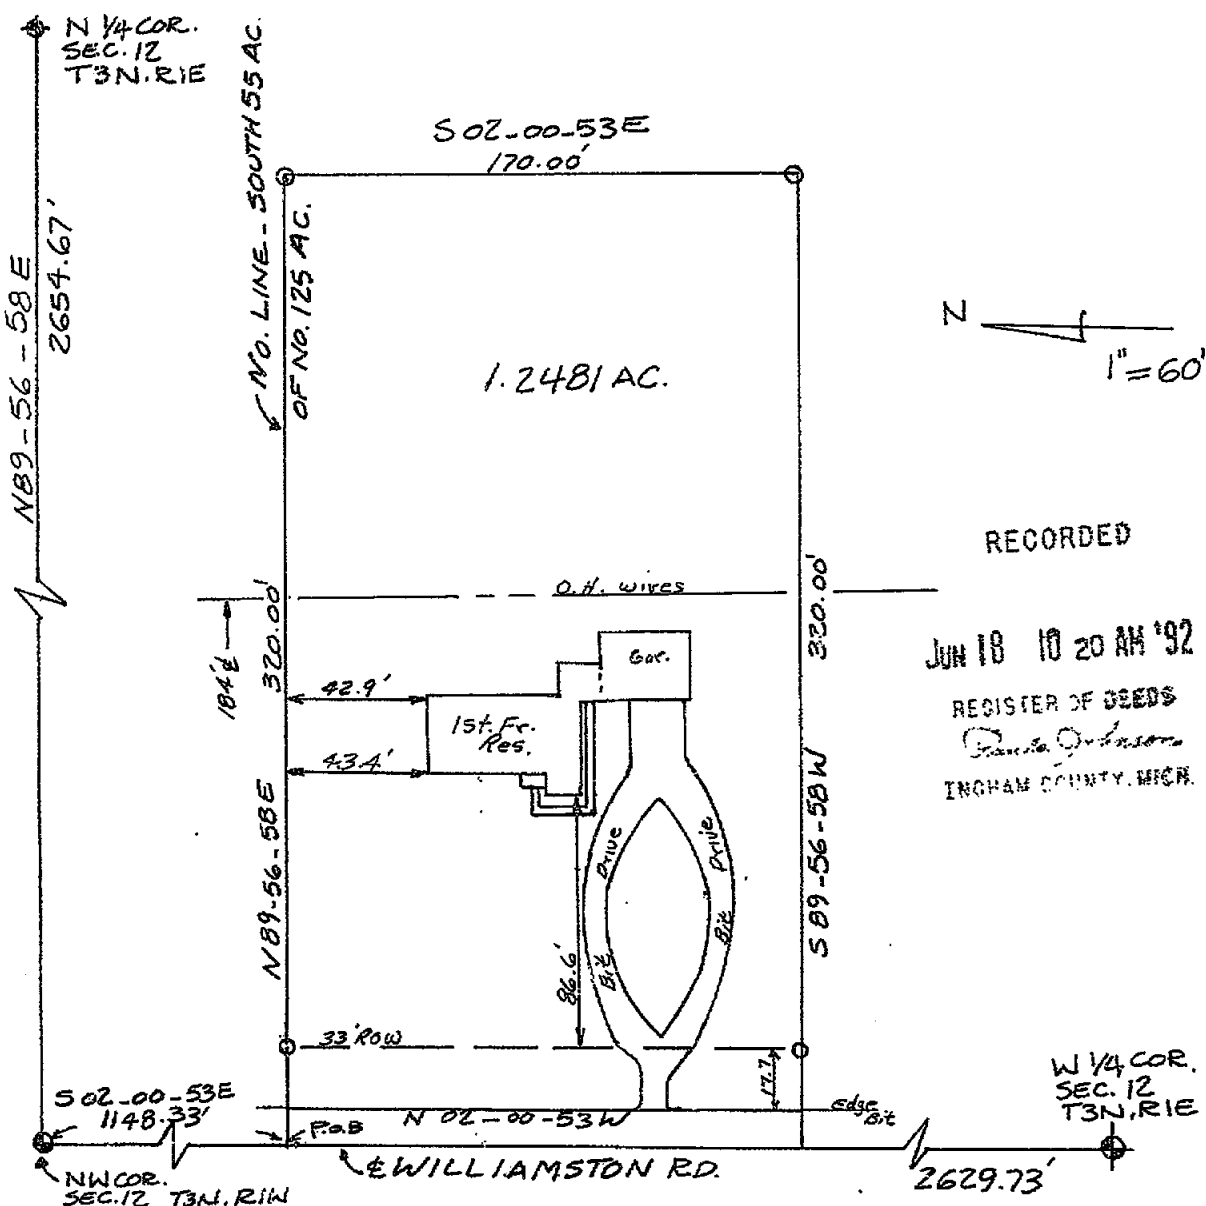 N 1/4 COR.
SEC. 12
T3N. R1E
N89-56-58E
2654.67'
NO. LINE - SOUTH 55 AC.
OF NO. 125 AC.
S 02-00-53E
170.00'
1.2481 AC.
N
1"=60'
RECORDED
JUN 18 10 20 AM '92
REGISTER OF DEEDS
INGHAM COUNTY, MICH.
O.H. wires
184'±
320.00'
320.00'
Gar.
42.9'
1 St. Fr.
Res.
43.4'
N89-56-58E
S 89-56-58W
Drive
Bit
Drive
Bit
86.6'
33' ROW
17.7
S 02-00-53E
1148.33'
N 02-00-53W
Edge
Bit
P.O.B
℄ WILLIAMSTON RD.
NW COR.
SEC. 12 T3N. R1W
W 1/4 COR.
SEC. 12
T3N, R1E
2629.73'